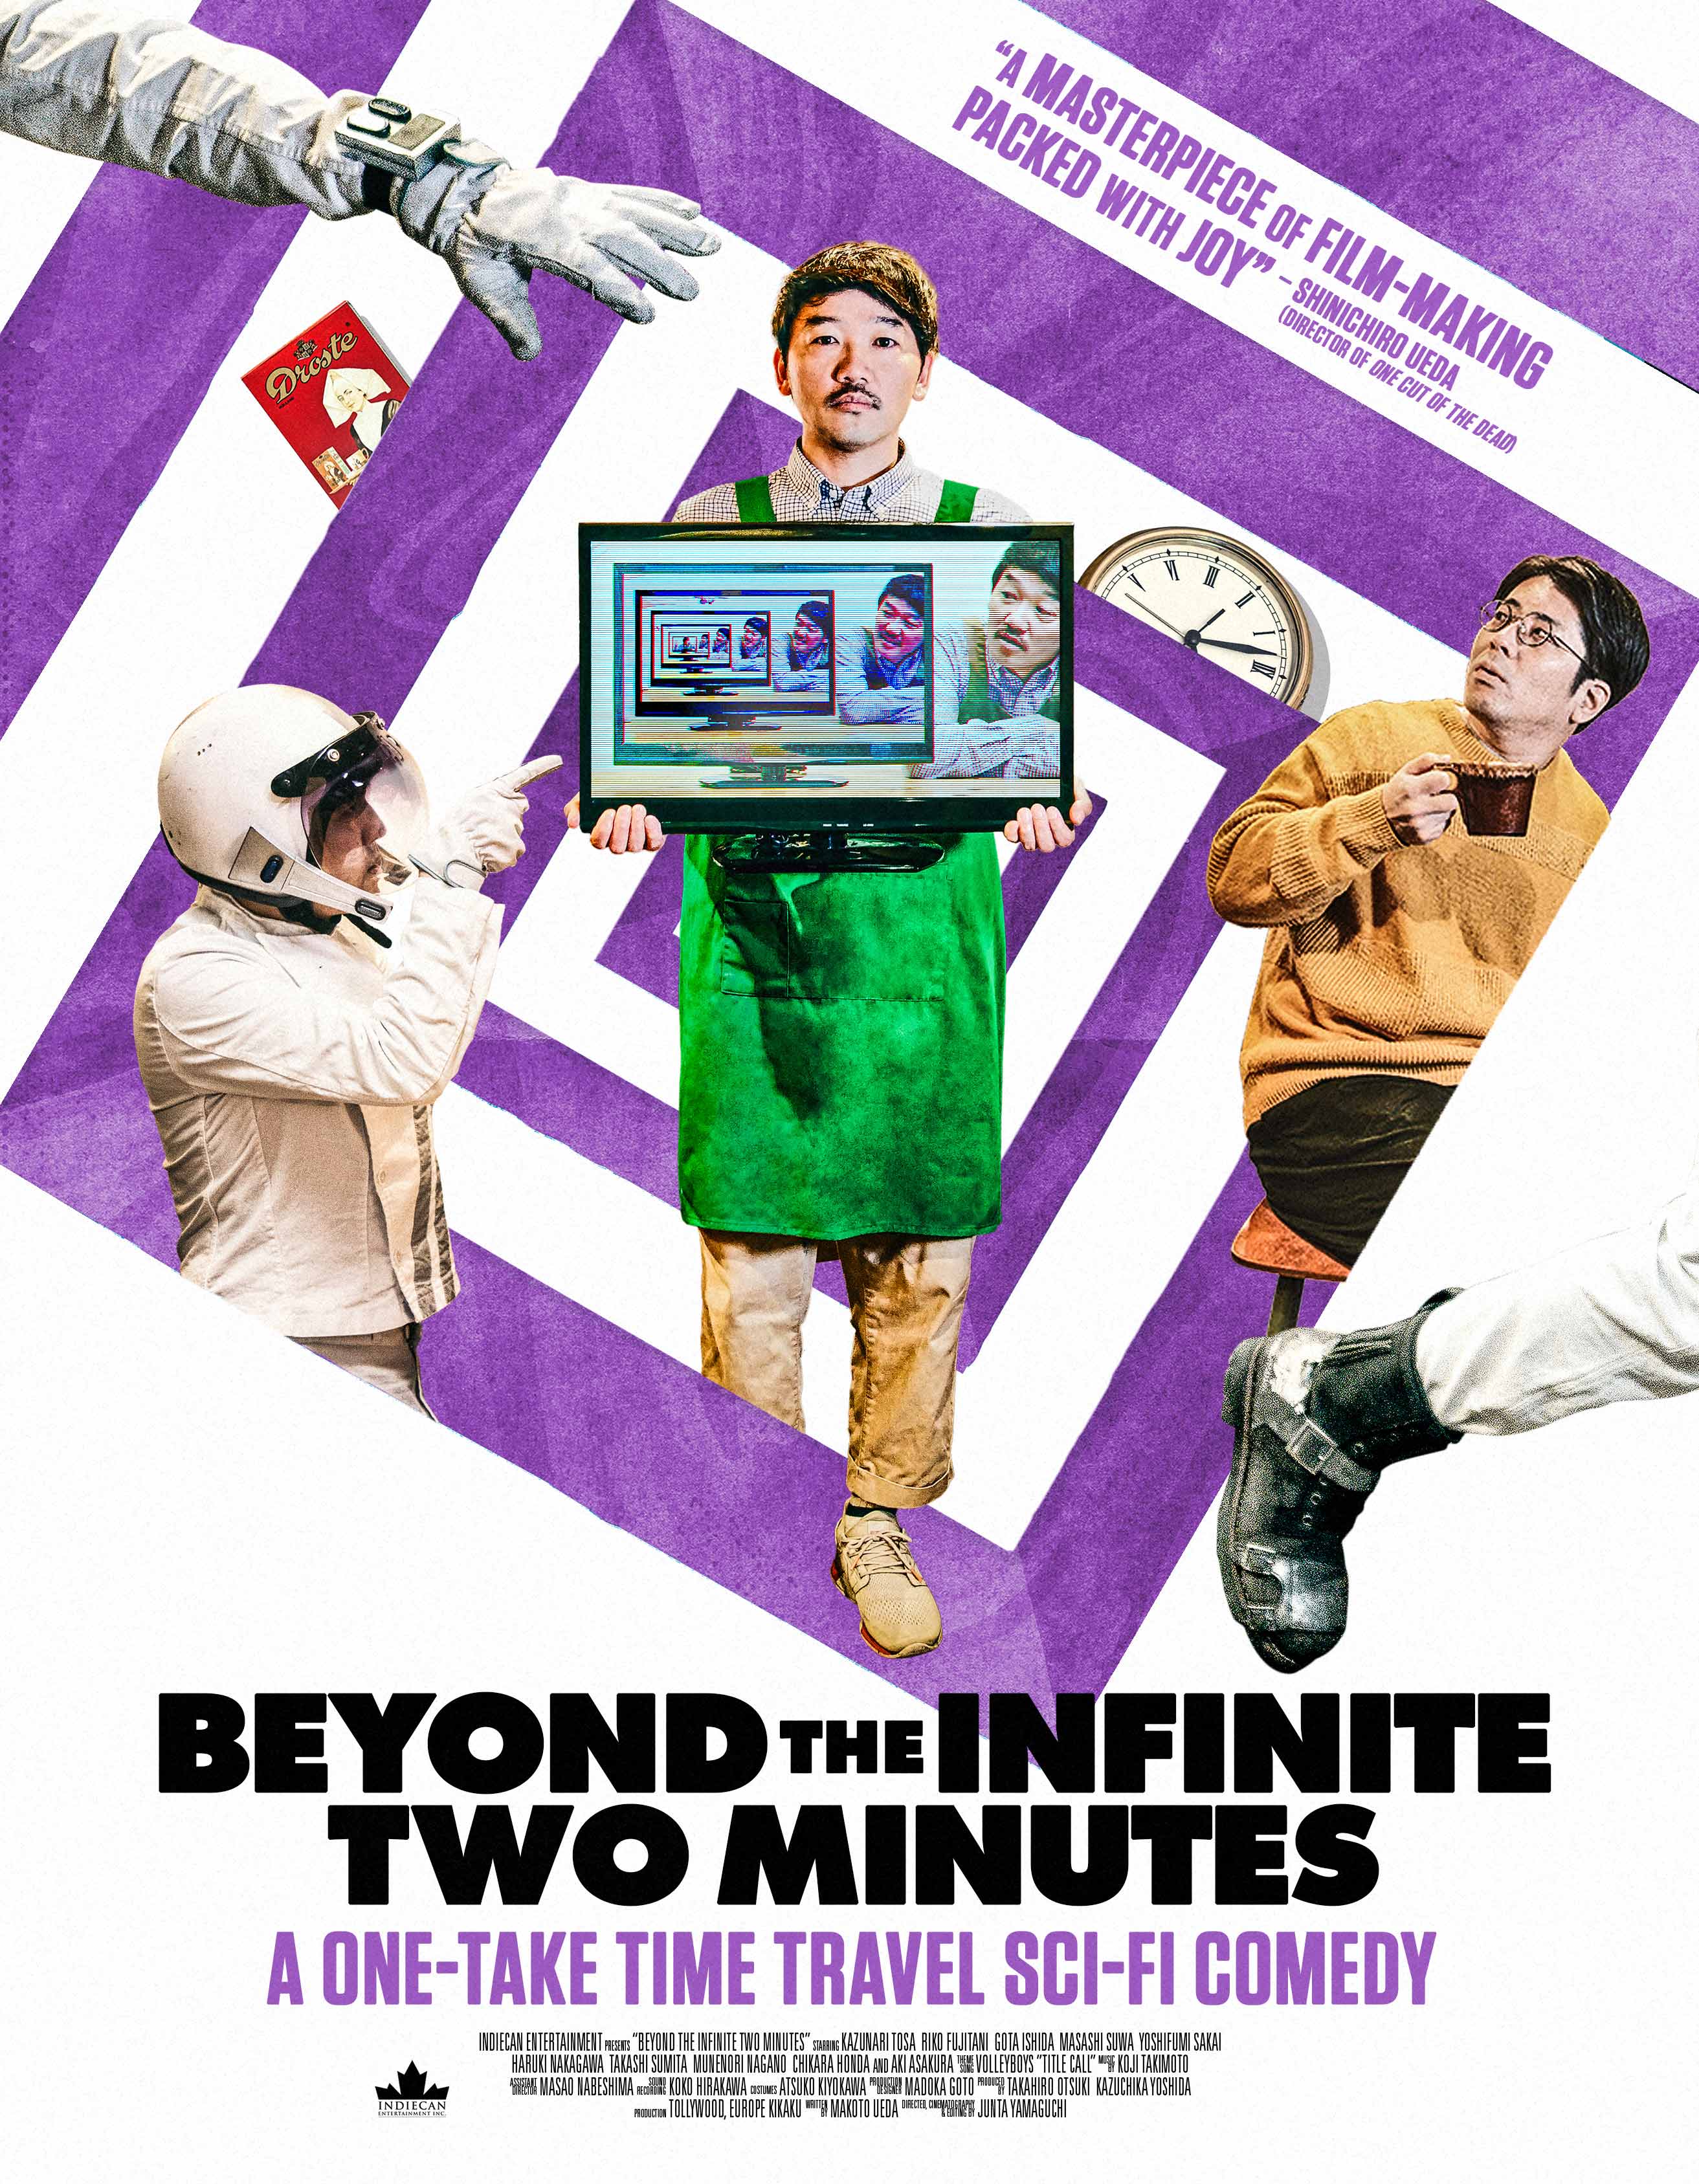 “A MASTERPIECE OF FILM-MAKING
PACKED WITH JOY” – SHINICHIRO UEDA
(DIRECTOR OF ONE CUT OF THE DEAD)
Droste
BEYOND THE INFINITE
TWO MINUTES
A ONE-TAKE TIME TRAVEL SCI-FI COMEDY
INDIECAN ENTERTAINMENT PRESENTS “BEYOND THE INFINITE TWO MINUTES” STARRING KAZUNARI TOSA RIKO FUJITANI GOTA ISHIDA MASASHI SUWA YOSHIFUMI SAKAI
HARUKI NAKAGAWA TAKASHI SUMITA MUNENORI NAGANO CHIKARA HONDA AND AKI ASAKURA THEME SONG VOLLEYBOYS “TITLE CALL” MUSIC BY KOJI TAKIMOTO
ASSISTANT DIRECTOR MASAO NABESHIMA SOUND RECORDING KOKO HIRAKAWA COSTUMES ATSUKO KIYOKAWA PRODUCTION DESIGNER MADOKA GOTO PRODUCED BY TAKAHIRO OTSUKI KAZUCHIKA YOSHIDA
PRODUCTION TOLLYWOOD, EUROPE KIKAKU WRITTEN BY MAKOTO UEDA DIRECTED, CINEMATOGRAPHY & EDITING BY JUNTA YAMAGUCHI
INDIECAN
ENTERTAINMENT INC.